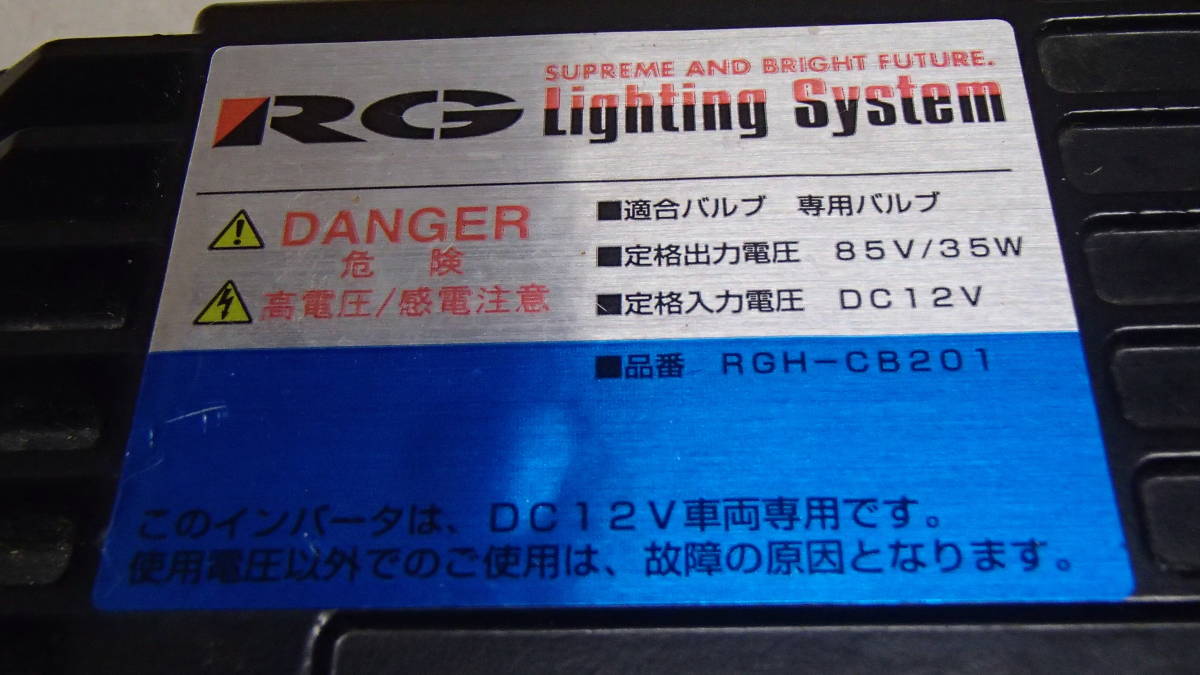 RG
SUPREME AND BRIGHT FUTURE.
Lighting System
DANGER
危 険
高電圧/感電注意
■適合バルブ 専用バルブ
■定格出力電圧 85V/35W
■定格入力電圧 DC12V
■品番 RGH-CB201
このインバータは、DC12V車両専用です。
使用電圧以外でのご使用は、故障の原因となります。